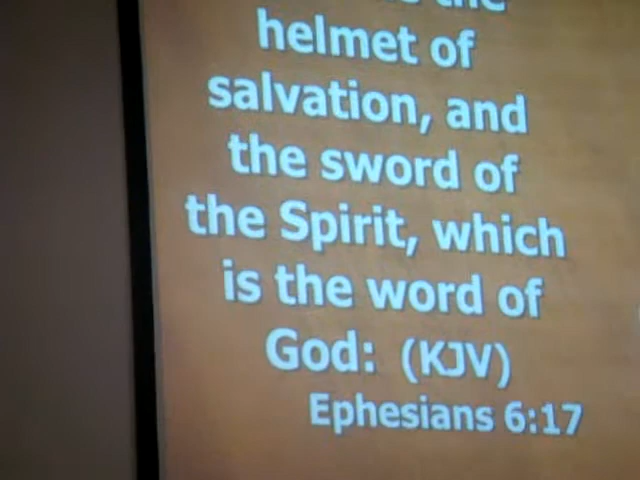 the
helmet of
salvation, and
the sword of
the Spirit, which
is the word of
God: (KJV)
Ephesians 6:17